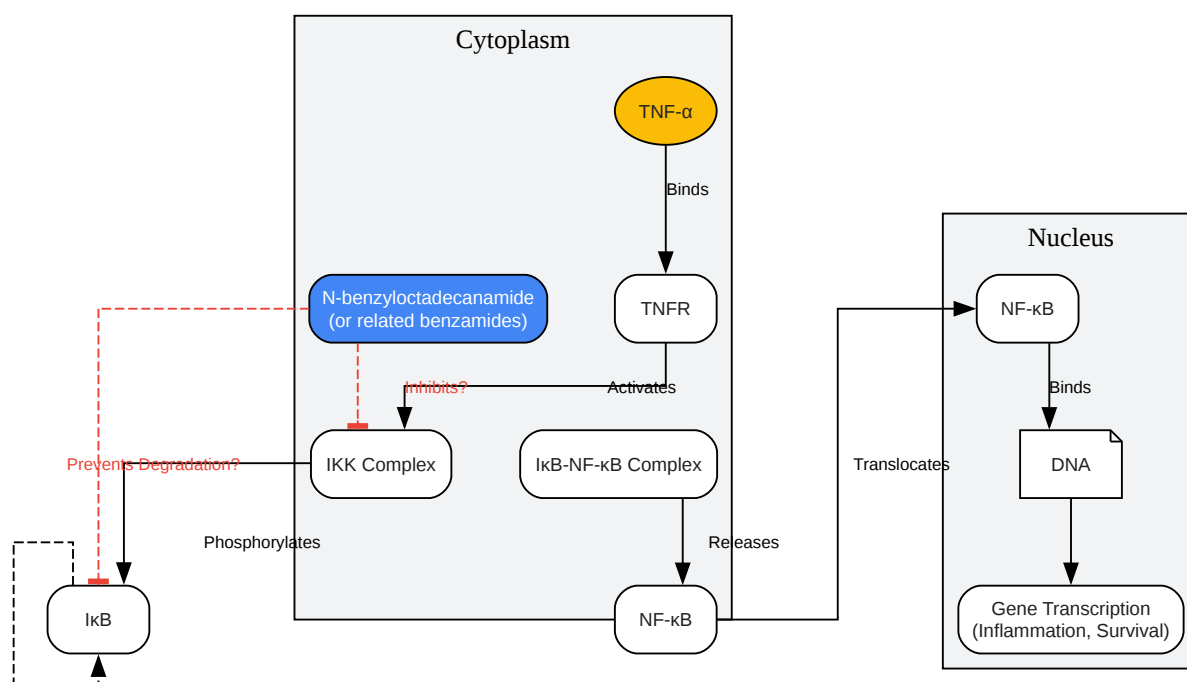 Cytoplasm
TNF-α
Binds
Nucleus
N-benzyloctadecanamide
(or related benzamides)
TNFR
NF-κB
Inhibits?
Activates
Binds
Prevents Degradation?
IKK Complex
IκB-NF-κB Complex
Translocates
DNA
Phosphorylates
Releases
IκB
NF-κB
Gene Transcription
(Inflammation, Survival)